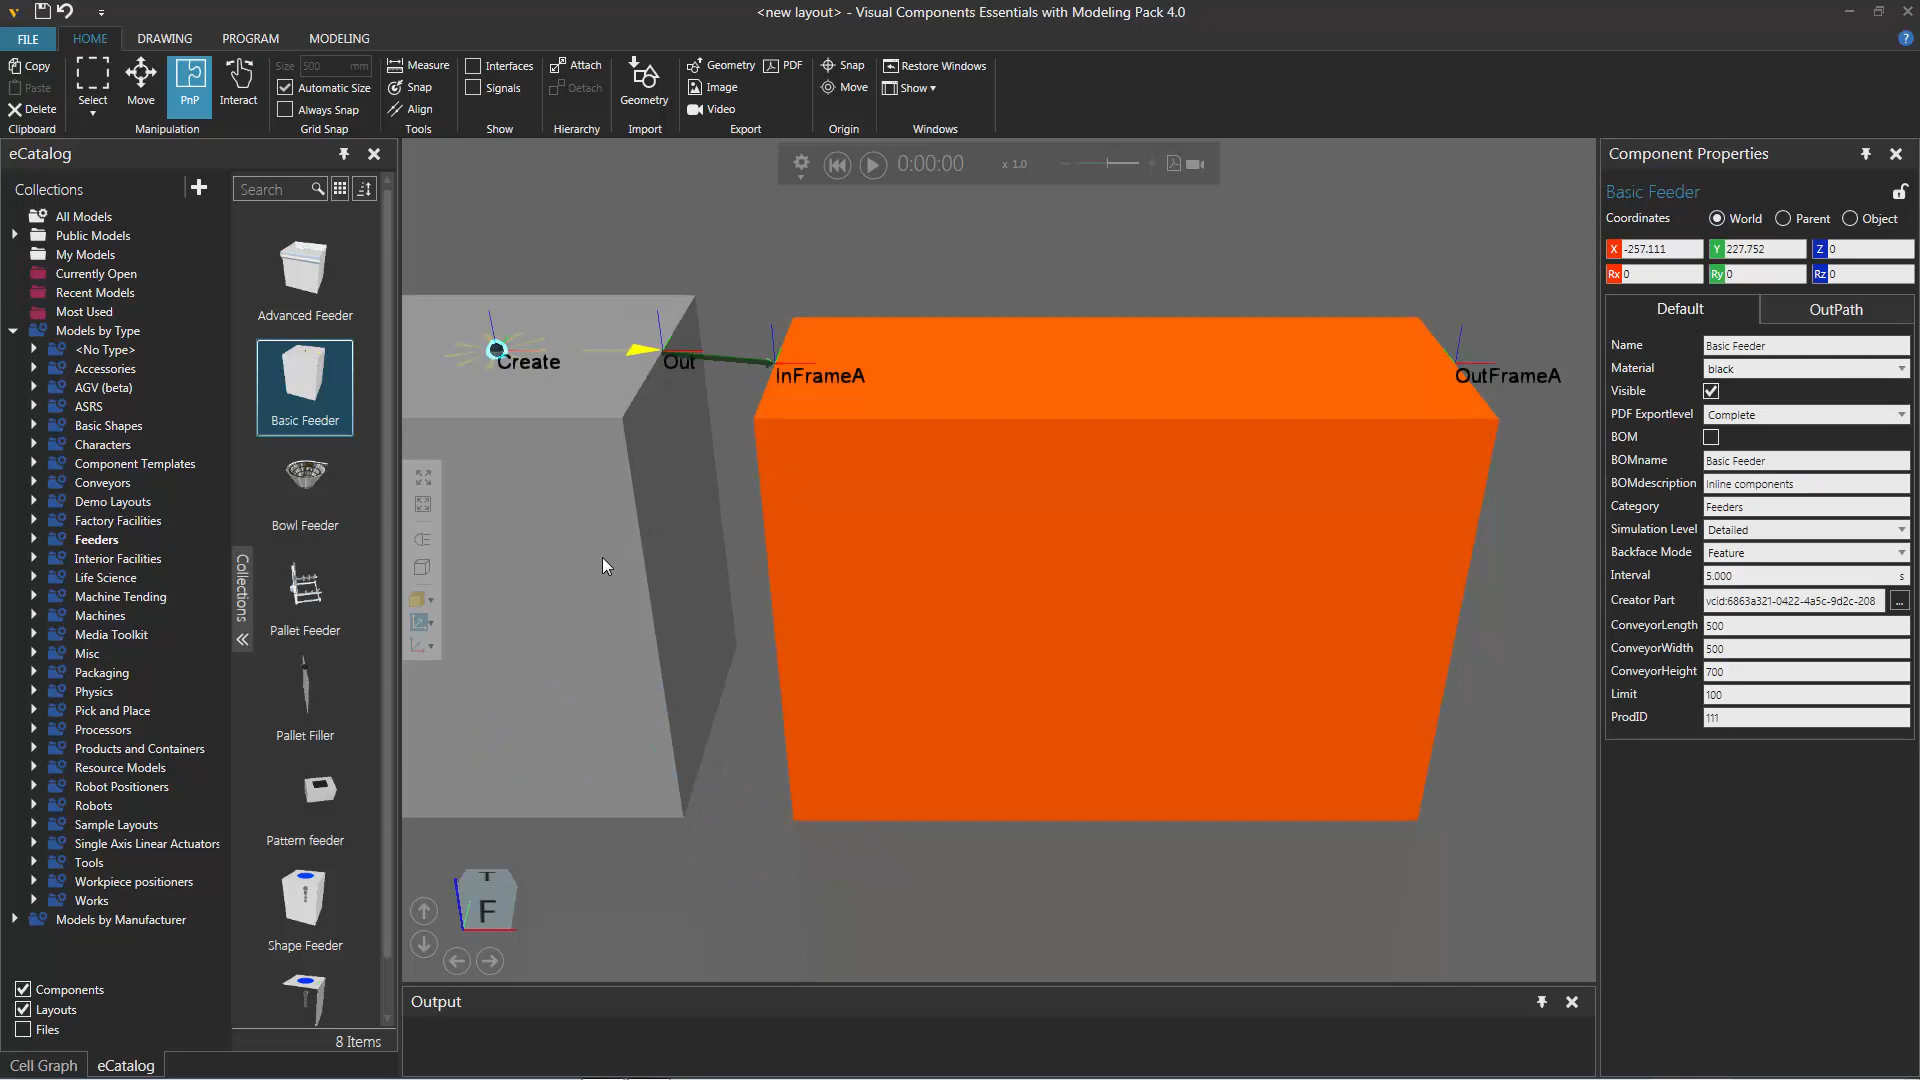 <new layout> - Visual Components Essentials with Modeling Pack 4.0
FILE
HOME
DRAWING
PROGRAM
MODELING
Copy
Paste
Delete
Clipboard
Select
Move
PnP
Interact
Manipulation
Size 500 mm
Automatic Size
Always Snap
Grid Snap
Measure
Snap
Align
Tools
Interfaces
Signals
Show
Attach
Detach
Hierarchy
Geometry
Import
Geometry
PDF
Image
Video
Export
Snap
Move
Origin
Restore Windows
Show
Windows
eCatalog
Collections
Search
All Models
Public Models
My Models
Currently Open
Recent Models
Most Used
Models by Type
<No Type>
Accessories
AGV (beta)
ASRS
Basic Shapes
Characters
Component Templates
Conveyors
Demo Layouts
Factory Facilities
Feeders
Interior Facilities
Life Science
Machine Tending
Machines
Media Toolkit
Misc
Packaging
Physics
Pick and Place
Processors
Products and Containers
Resource Models
Robot Positioners
Robots
Sample Layouts
Single Axis Linear Actuators
Tools
Workpiece positioners
Works
Models by Manufacturer
Components
Layouts
Files
Cell Graph
eCatalog
Collections
Advanced Feeder
Basic Feeder
Bowl Feeder
Pallet Feeder
Pallet Filler
Pattern feeder
Shape Feeder
8 Items
0:00:00
x 1.0
Create
Out
InFrameA
OutFrameA
T
F
Output
Component Properties
Basic Feeder
Coordinates
World
Parent
Object
X -257.111
Y 227.752
Z 0
Rx 0
Ry 0
Rz 0
Default
OutPath
Name Basic Feeder
Material black
Visible
PDF Exportlevel Complete
BOM
BOMname Basic Feeder
BOMdescription Inline components
Category Feeders
Simulation Level Detailed
Backface Mode Feature
Interval 5.000 s
Creator Part vcid:6863a321-0422-4a5c-9d2c-208 ...
ConveyorLength 500
ConveyorWidth 500
ConveyorHeight 700
Limit 100
ProdID 111